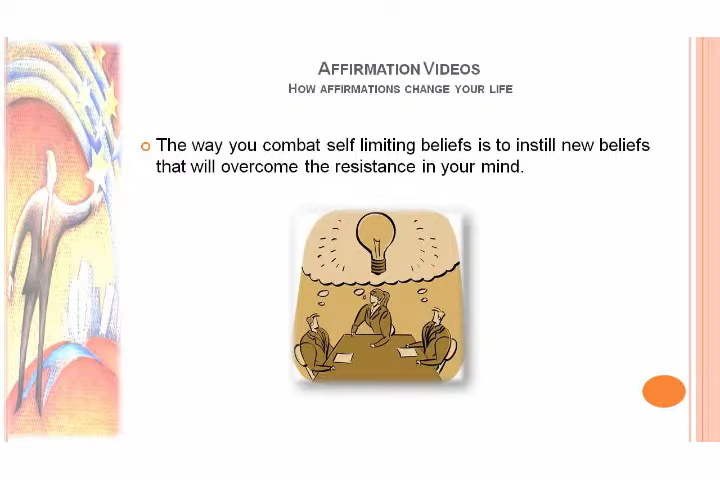 AFFIRMATION VIDEOS
HOW AFFIRMATIONS CHANGE YOUR LIFE
The way you combat self limiting beliefs is to instill new beliefs
that will overcome the resistance in your mind.